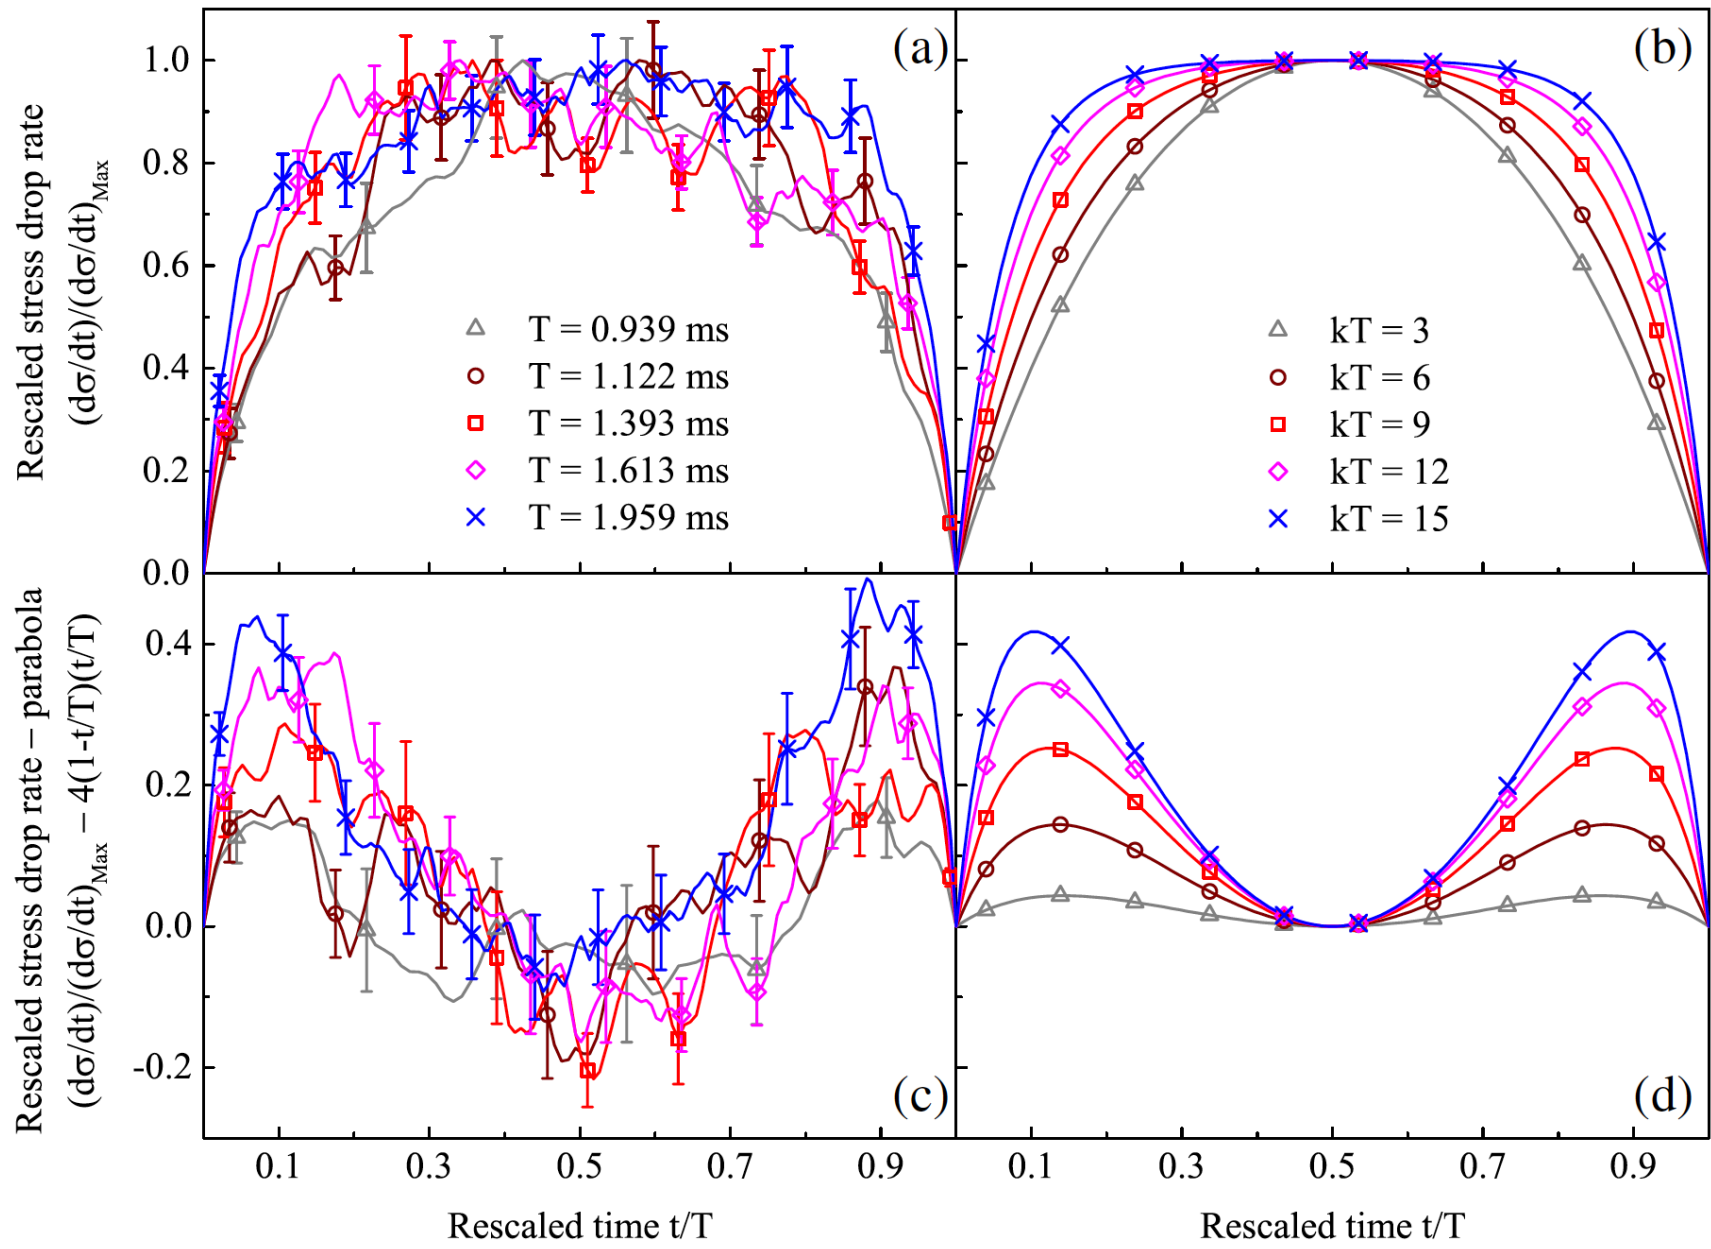 Rescaled stress drop rate
(dσ/dt)/(dσ/dt)Max
1.0
0.8
0.6
0.4
0.2
0.0
(a)
T = 0.939 ms
T = 1.122 ms
T = 1.393 ms
T = 1.613 ms
T = 1.959 ms
(b)
kT = 3
kT = 6
kT = 9
kT = 12
kT = 15
Rescaled stress drop rate – parabola
(dσ/dt)/(dσ/dt)Max – 4(1-t/T)(t/T)
0.4
0.2
0.0
-0.2
(c)
(d)
0.1 0.3 0.5 0.7 0.9
0.1 0.3 0.5 0.7 0.9
Rescaled time t/T
Rescaled time t/T